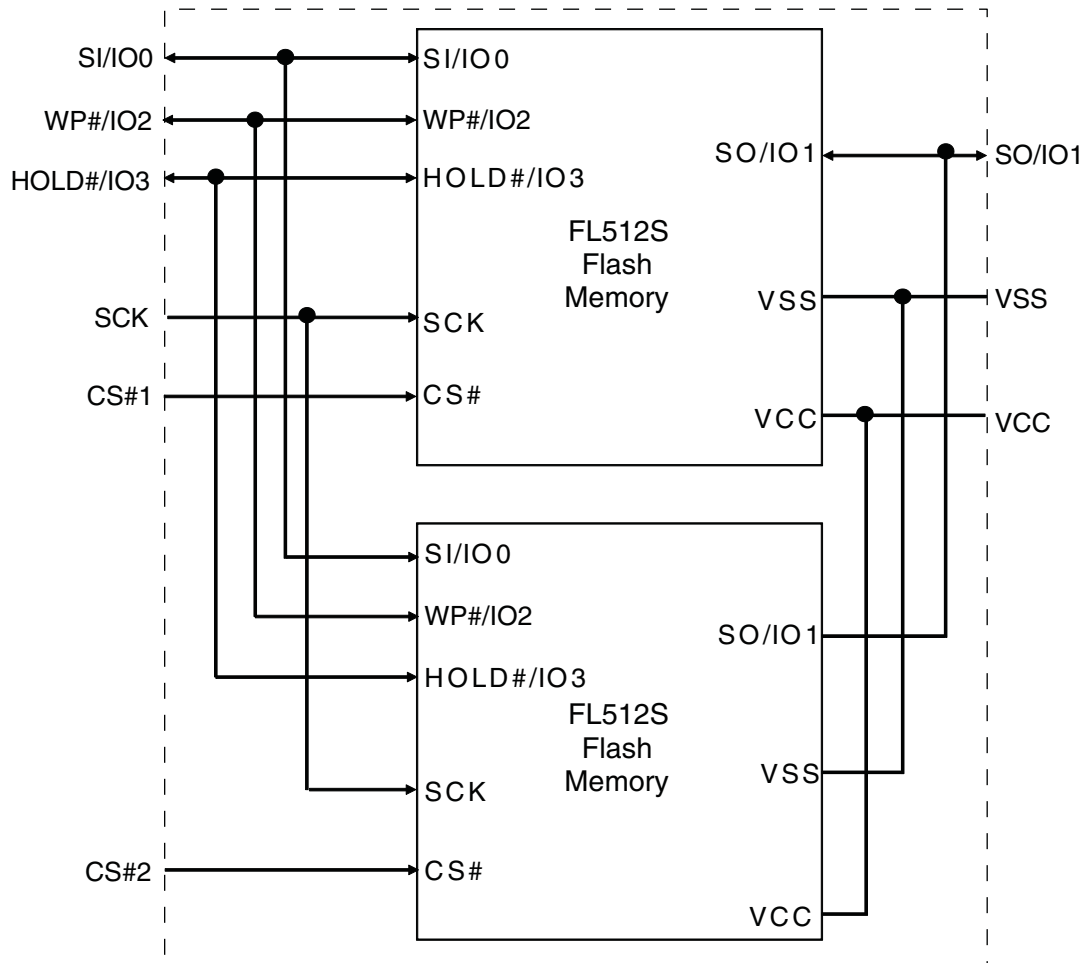 SI/IO0
WP#/IO2
HOLD#/IO3
SCK
CS#1
SI/IO0
WP#/IO2
HOLD#/IO3
SCK
CS#
FL512S
Flash
Memory
SO/IO1
VSS
VCC
SO/IO1
VSS
VCC
CS#2
SI/IO0
WP#/IO2
HOLD#/IO3
SCK
CS#
FL512S
Flash
Memory
SO/IO1
VSS
VCC